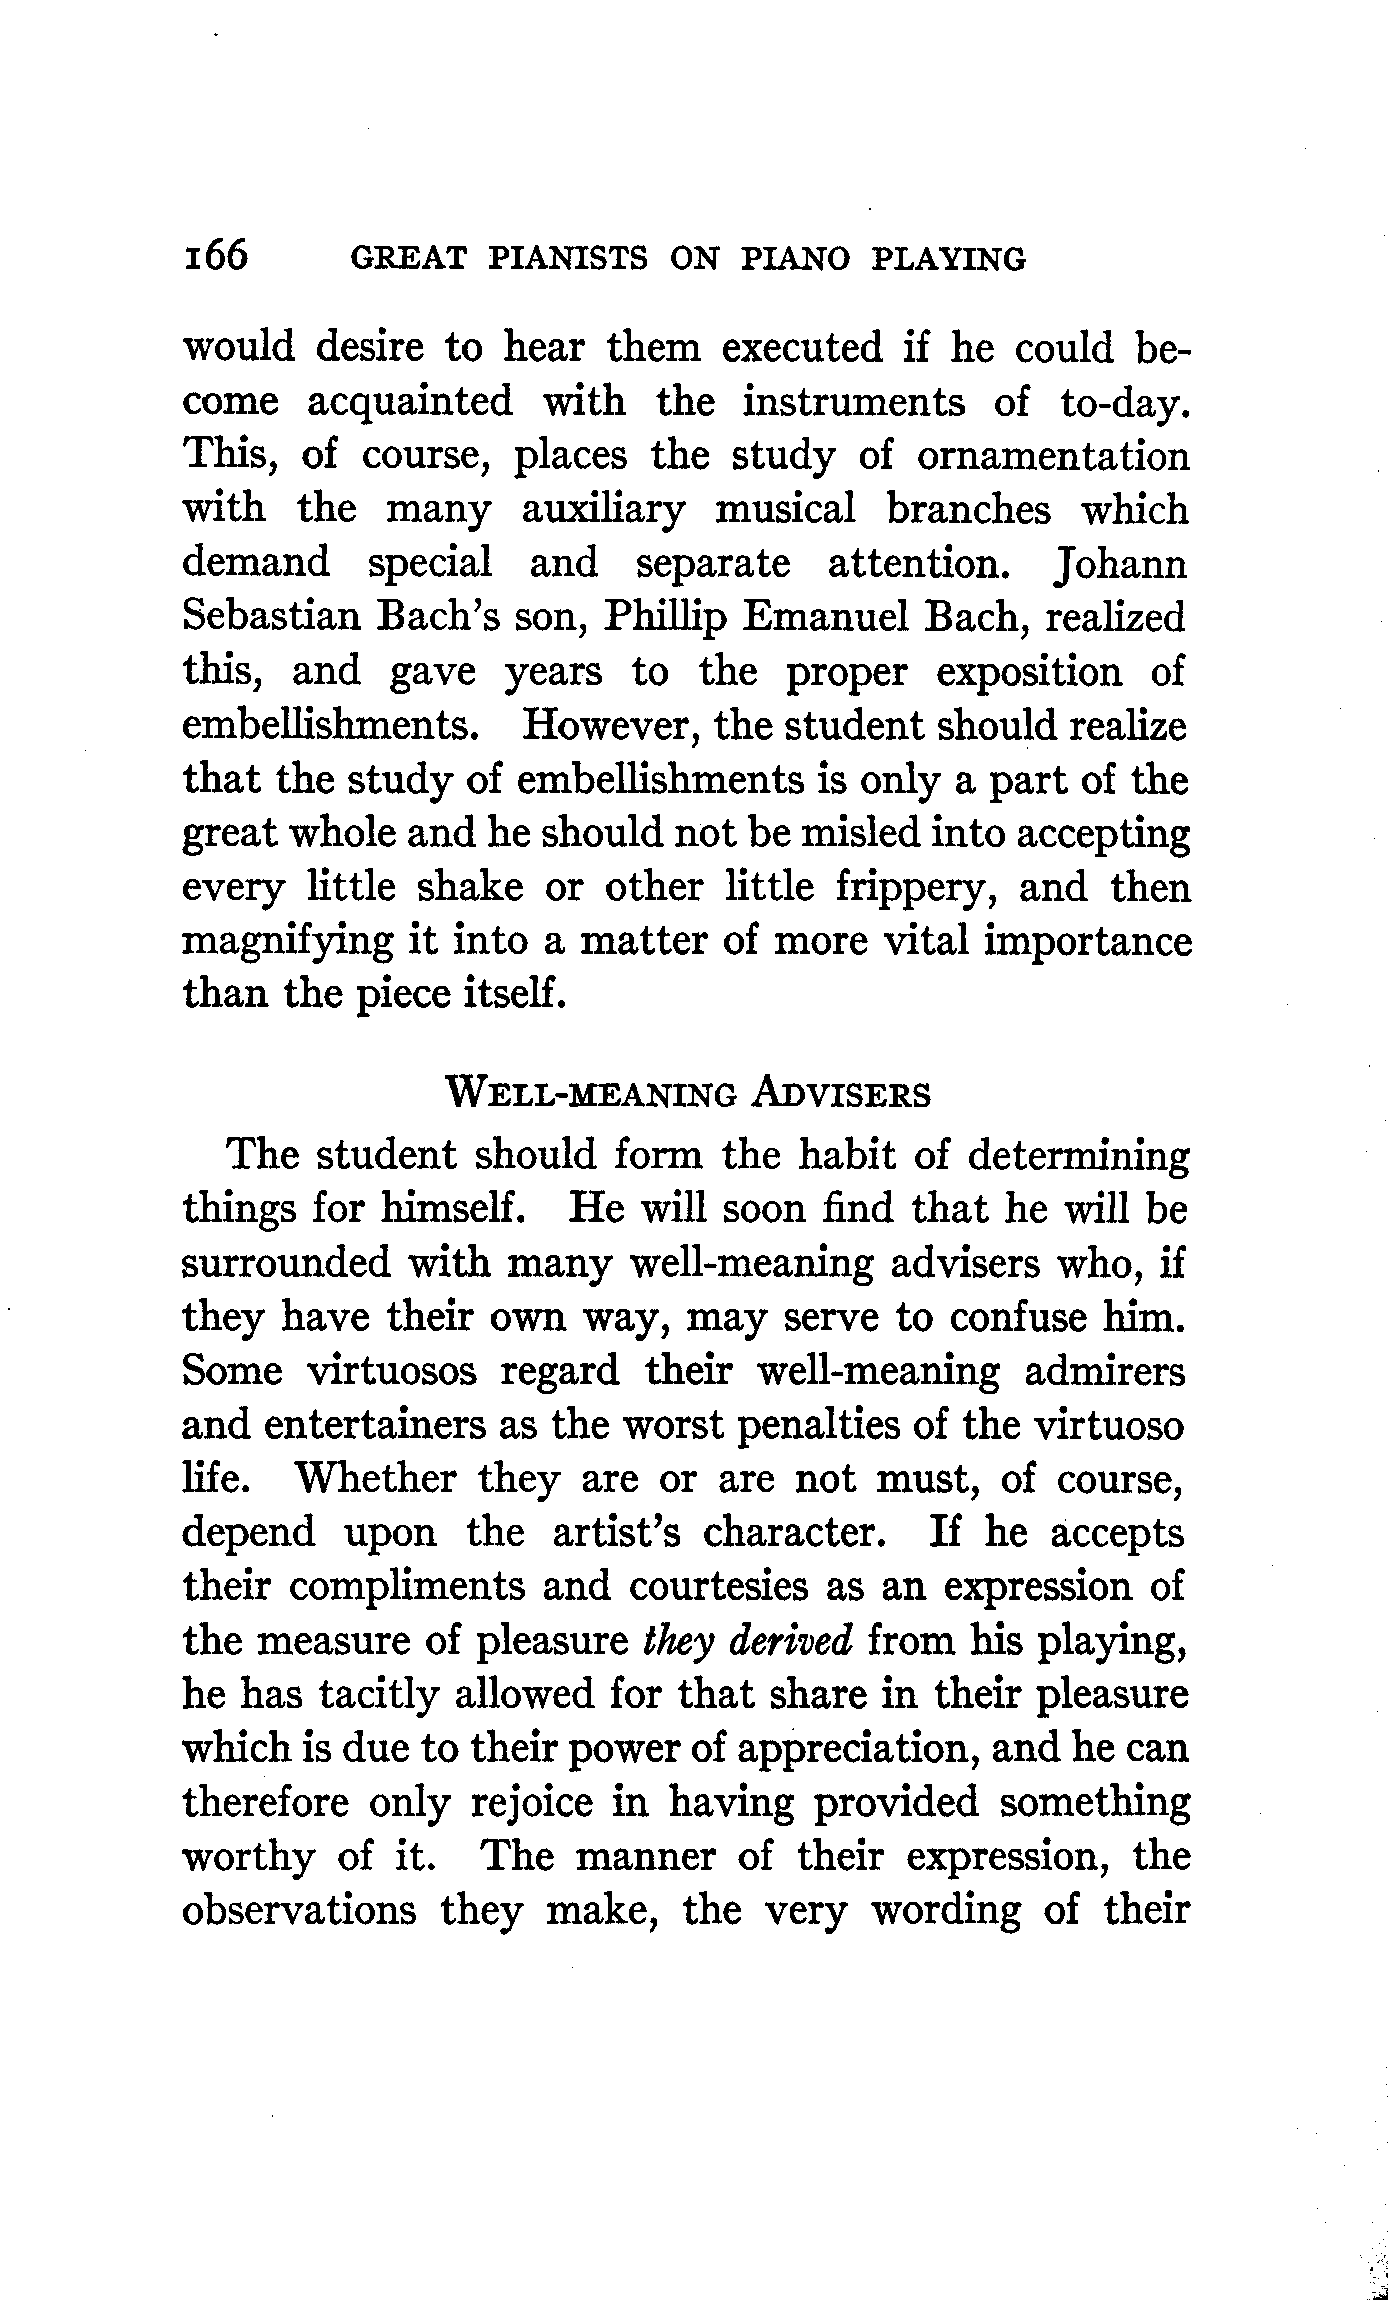 166 GREAT PIANISTS ON PIANO PLAYING
would desire to hear them executed if he could be-
come acquainted with the instruments of to-day.
This, of course, places the study of ornamentation
with the many auxiliary musical branches which
demand special and separate attention. Johann
Sebastian Bach's son, Phillip Emanuel Bach, realized
this, and gave years to the proper exposition of
embellishments. However, the student should realize
that the study of embellishments is only a part of the
great whole and he should not be misled into accepting
every little shake or other little frippery, and then
magnifying it into a matter of more vital importance
than the piece itself.
WELL-MEANING ADVISERS
The student should form the habit of determining
things for himself. He will soon find that he will be
surrounded with many well-meaning advisers who, if
they have their own way, may serve to confuse him.
Some virtuosos regard their well-meaning admirers
and entertainers as the worst penalties of the virtuoso
life. Whether they are or are not must, of course,
depend upon the artist's character. If he accepts
their compliments and courtesies as an expression of
the measure of pleasure they derived from his playing,
he has tacitly allowed for that share in their pleasure
which is due to their power of appreciation, and he can
therefore only rejoice in having provided something
worthy of it. The manner of their expression, the
observations they make, the very wording of their